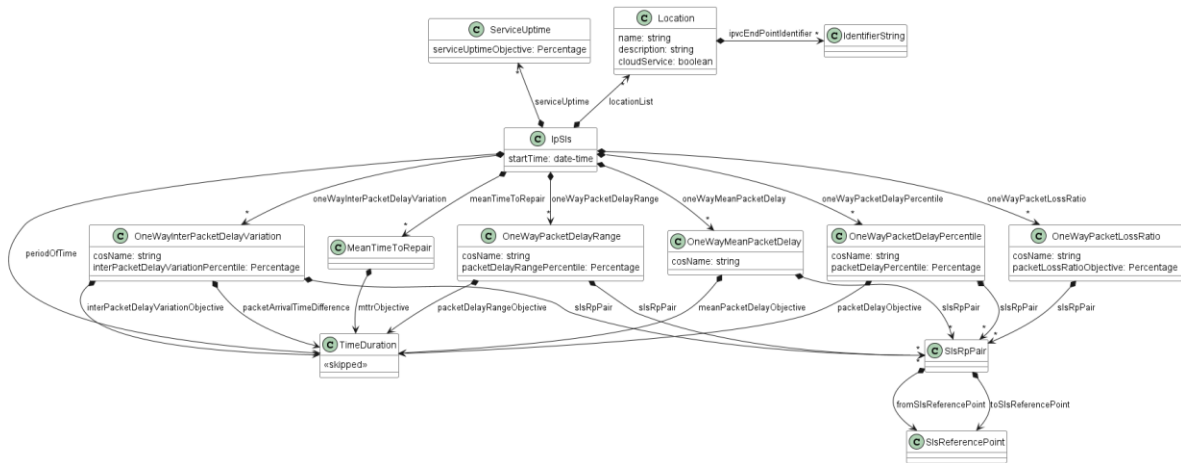 C ServiceUptime
serviceUptimeObjective: Percentage
C Location
name: string
description: string
cloudService: boolean
ipvcEndPointIdentifier
*
C IdentifierString
*
serviceUptime
*
locationList
C IpSls
startTime: date-time
periodOfTime
oneWayInterPacketDelayVariation
*
meanTimeToRepair
*
oneWayPacketDelayRange
*
oneWayMeanPacketDelay
*
oneWayPacketDelayPercentile
*
oneWayPacketLossRatio
*
C OneWayInterPacketDelayVariation
cosName: string
interPacketDelayVariationPercentile: Percentage
C MeanTimeToRepair
C OneWayPacketDelayRange
cosName: string
packetDelayRangePercentile: Percentage
C OneWayMeanPacketDelay
cosName: string
C OneWayPacketDelayPercentile
cosName: string
packetDelayPercentile: Percentage
C OneWayPacketLossRatio
cosName: string
packetLossRatioObjective: Percentage
interPacketDelayVariationObjective
packetArrivalTimeDifference
mttrObjective
packetDelayRangeObjective
slsRpPair
*
slsRpPair
*
meanPacketDelayObjective
slsRpPair
*
packetDelayObjective
slsRpPair
*
slsRpPair
*
C TimeDuration
«skipped»
C SlsRpPair
fromSlsReferencePoint
toSlsReferencePoint
C SlsReferencePoint